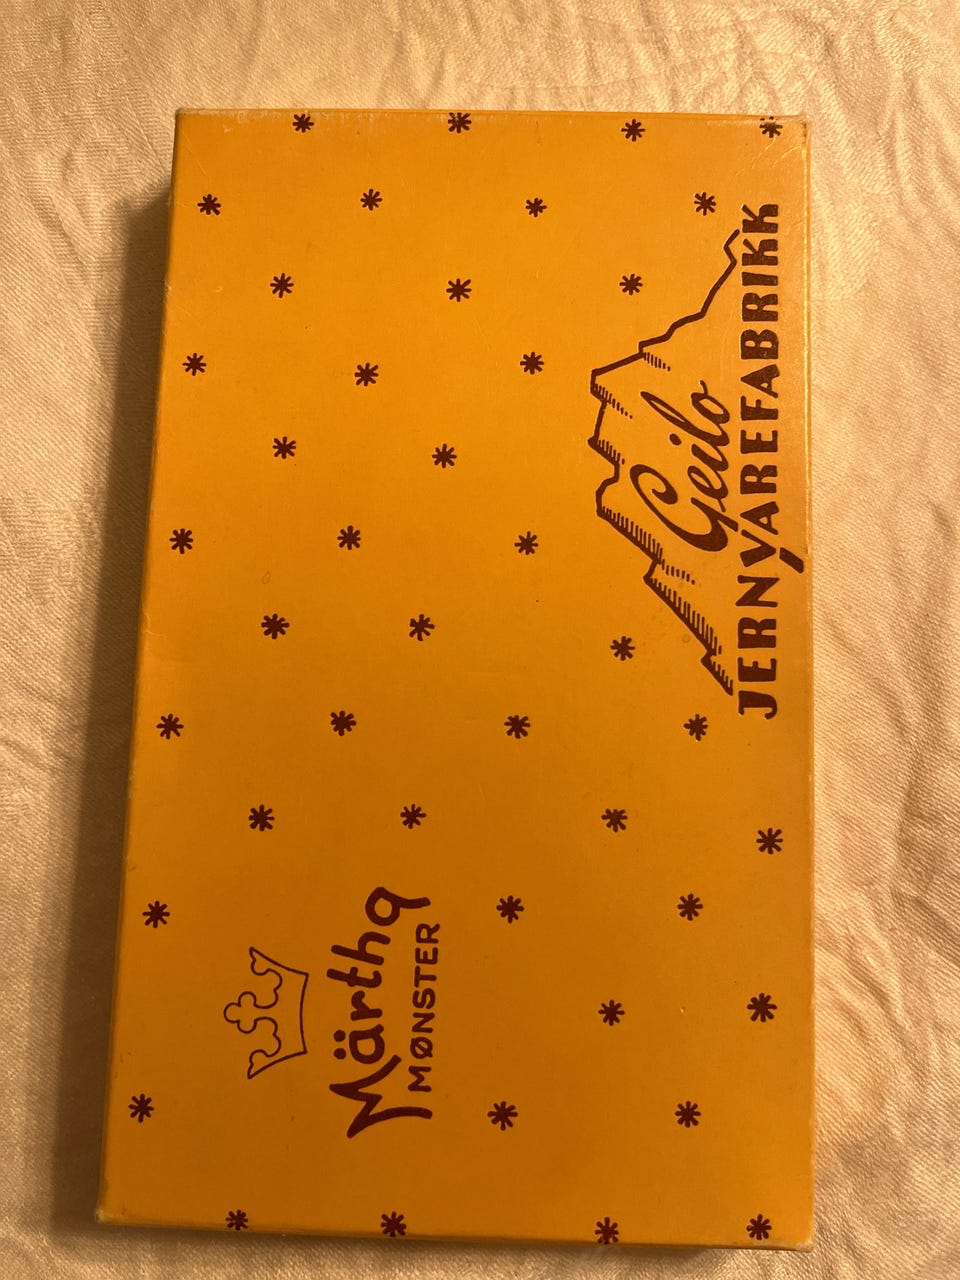 Märtha
MØNSTER
Geilo
JERNVAREFABRIKK